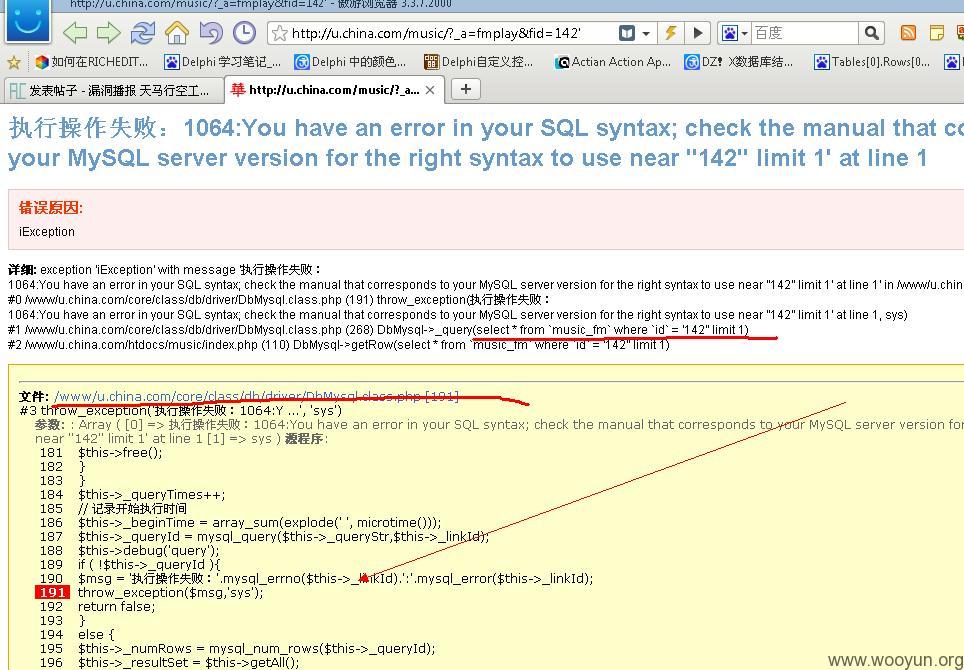 http://u.china.com/music/?_a=fmplay&fid=142' - 傲游浏览器 3.3.7.2000
http://u.china.com/music/?_a=fmplay&fid=142'
百度
如何在RICHEDIT...
Delphi 学习笔记_...
Delphi 中的颜色...
Delphi自定义控...
Actian Action Ap...
DZ! X数据库结...
Tables[0].Rows[0...
发表帖子 - 漏洞播报 天马行空工...
http://u.china.com/music/?_a...
执行操作失败：1064:You have an error in your SQL syntax; check the manual that co
your MySQL server version for the right syntax to use near ''142'' limit 1' at line 1
错误原因:
iException
详细: exception 'iException' with message '执行操作失败：
1064:You have an error in your SQL syntax; check the manual that corresponds to your MySQL server version for the right syntax to use near ''142'' limit 1' at line 1' in /www/u.chin
#0 /www/u.china.com/core/class/db/driver/DbMysql.class.php (191) throw_exception(执行操作失败：
1064:You have an error in your SQL syntax; check the manual that corresponds to your MySQL server version for the right syntax to use near ''142'' limit 1' at line 1, sys)
#1 /www/u.china.com/core/class/db/driver/DbMysql.class.php (268) DbMysql->_query(select * from `music_fm` where `id` = '142'' limit 1)
#2 /www/u.china.com/htdocs/music/index.php (110) DbMysql->getRow(select * from `music_fm` where `id` = '142'' limit 1)
文件: /www/u.china.com/core/class/db/driver/DbMysql.class.php [191]
#3 throw_exception('执行操作失败：1064:Y ...', 'sys')
参数: : Array ( [0] => 执行操作失败：1064:You have an error in your SQL syntax; check the manual that corresponds to your MySQL server version for
near ''142'' limit 1' at line 1 [1] => sys ) 源程序:
181 $this->free();
182 }
183 }
184 $this->_queryTimes++;
185 // 记录开始执行时间
186 $this->_beginTime = array_sum(explode(' ', microtime()));
187 $this->_queryId = mysql_query($this->_queryStr,$this->_linkId);
188 $this->debug('query');
189 if ( !$this->_queryId ){
190 $msg = '执行操作失败：'.mysql_errno($this->_linkId).':'.mysql_error($this->_linkId);
191 throw_exception($msg,'sys');
192 return false;
193 }
194 else {
195 $this->_numRows = mysql_num_rows($this->_queryId);
196 $this->_resultSet = $this->getAll();
www.wooyun.org